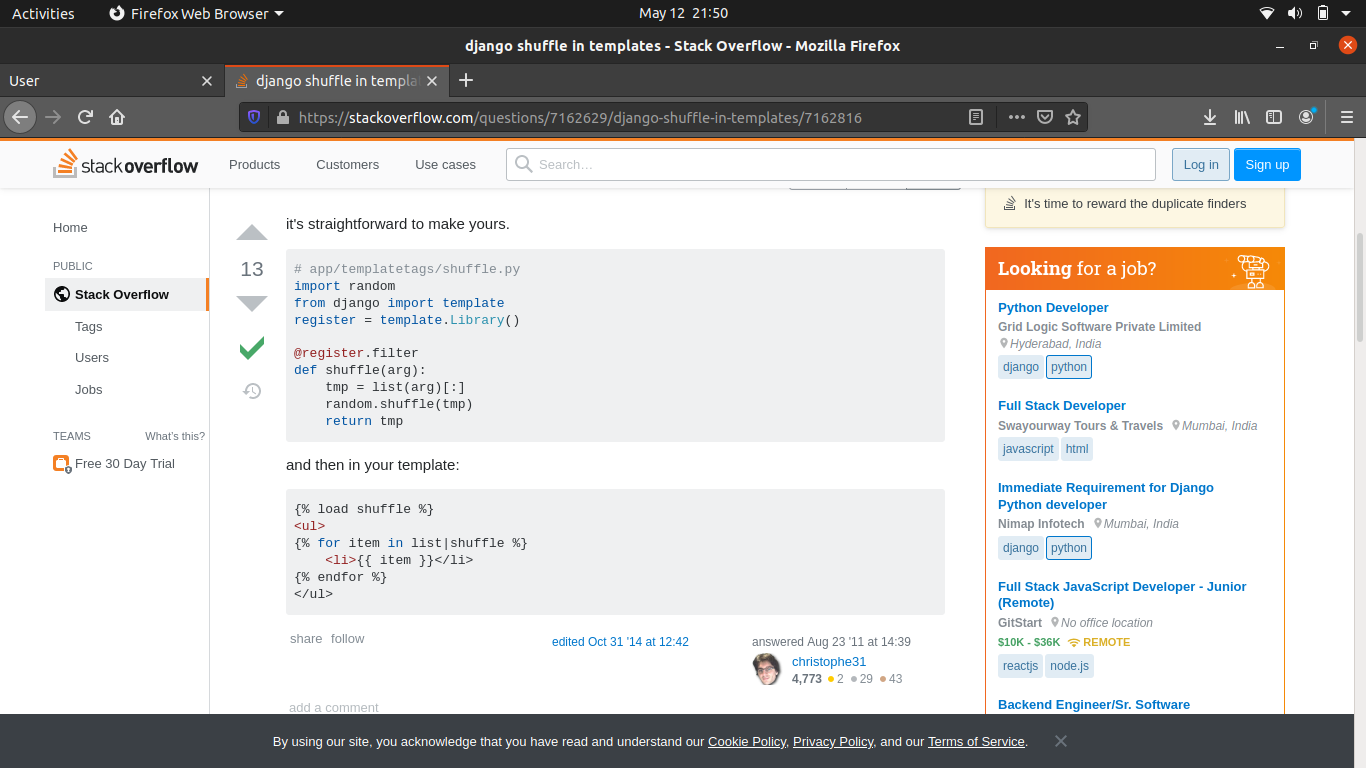 Activities
Firefox Web Browser
May 12 21:50
django shuffle in templates - Stack Overflow - Mozilla Firefox
User
django shuffle in templa
https://stackoverflow.com/questions/7162629/django-shuffle-in-templates/7162816
stackoverflow
Products
Customers
Use cases
Search…
Log in
Sign up
Home
PUBLIC
Stack Overflow
Tags
Users
Jobs
TEAMS
What's this?
Free 30 Day Trial
it's straightforward to make yours.
13
# app/templatetags/shuffle.py
import random
from django import template
register = template.Library()
@register.filter
def shuffle(arg):
    tmp = list(arg)[:]
    random.shuffle(tmp)
    return tmp
and then in your template:
{% load shuffle %}
<ul>
{% for item in list|shuffle %}
    <li>{{ item }}</li>
{% endfor %}
</ul>
share follow
edited Oct 31 '14 at 12:42
answered Aug 23 '11 at 14:39
christophe31
4,773 ●2 ●29 ●43
add a comment
It's time to reward the duplicate finders
Looking for a job?
Python Developer
Grid Logic Software Private Limited
Hyderabad, India
django python
Full Stack Developer
Swayourway Tours & Travels Mumbai, India
javascript html
Immediate Requirement for Django
Python developer
Nimap Infotech Mumbai, India
django python
Full Stack JavaScript Developer - Junior
(Remote)
GitStart No office location
$10K - $36K REMOTE
reactjs node.js
Backend Engineer/Sr. Software
By using our site, you acknowledge that you have read and understand our Cookie Policy, Privacy Policy, and our Terms of Service.